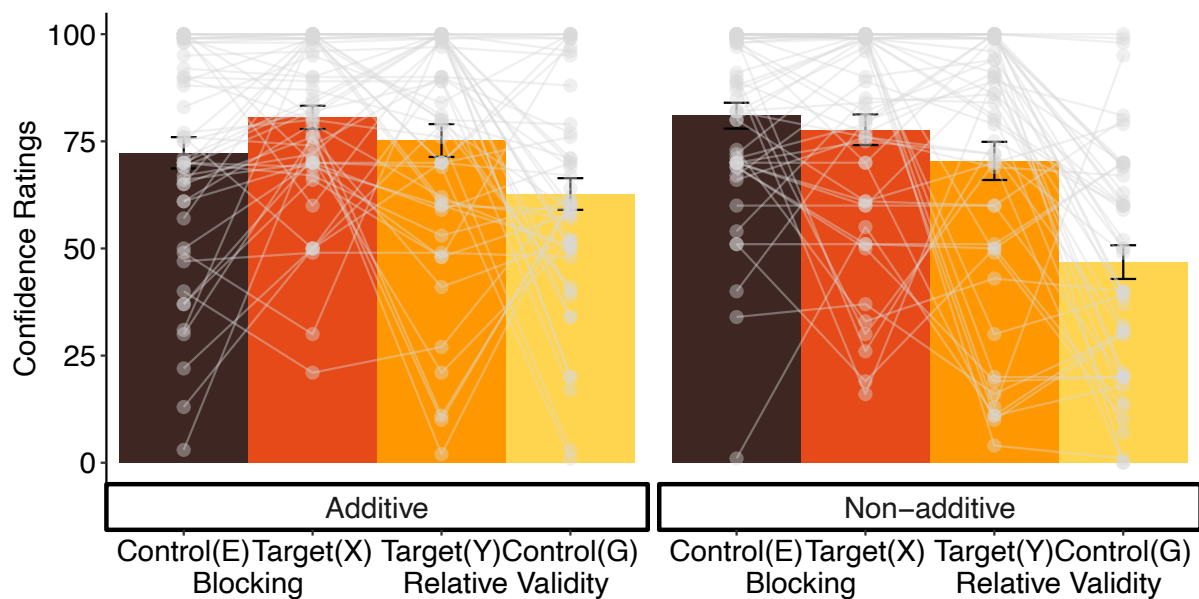 Confidence Ratings
100
75
50
25
0
Additive
Non−additive
Control(E) Target(X) Target(Y) Control(G)
Blocking Relative Validity
Control(E) Target(X) Target(Y) Control(G)
Blocking Relative Validity